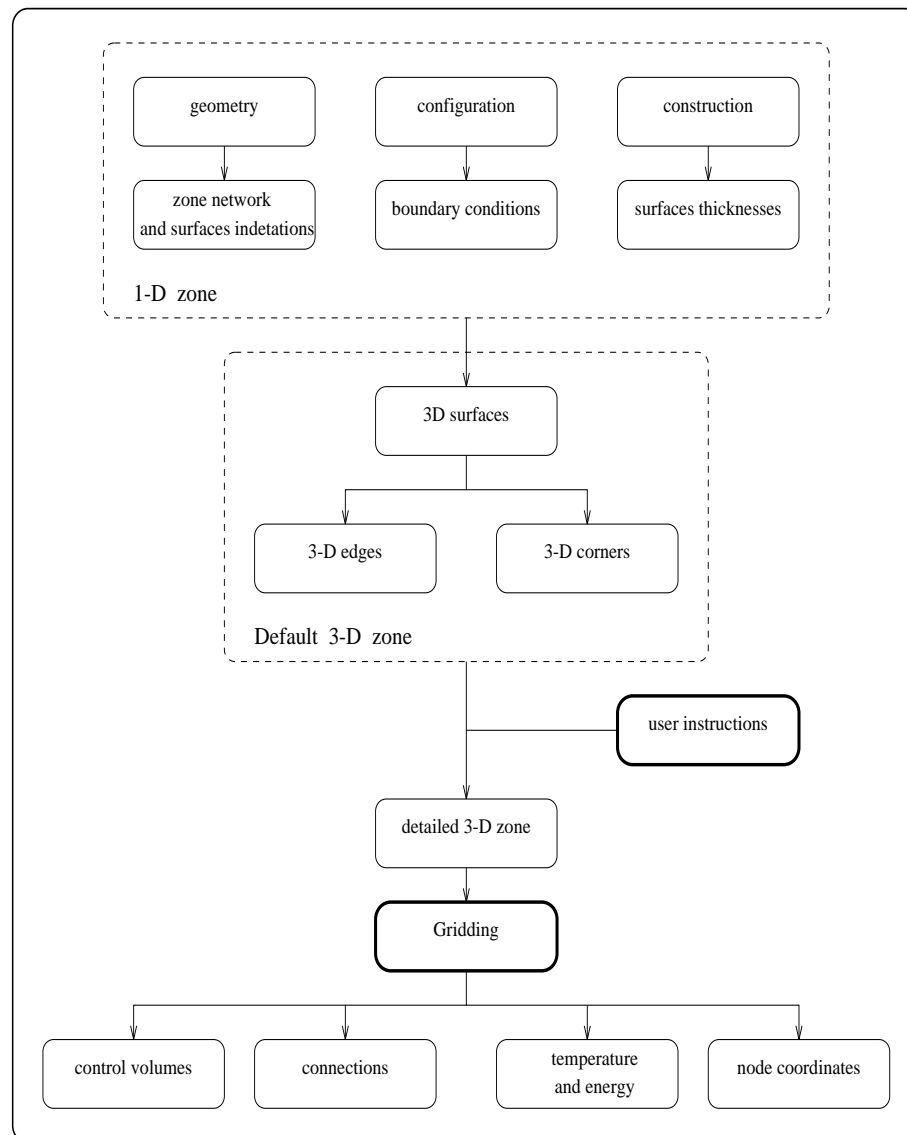 geometry
configuration
construction
zone network
and surfaces indetations
boundary conditions
surfaces thicknesses
1-D zone
3D surfaces
3-D edges
3-D corners
Default 3-D zone
user instructions
detailed 3-D zone
Gridding
control volumes
connections
temperature
and energy
node coordinates